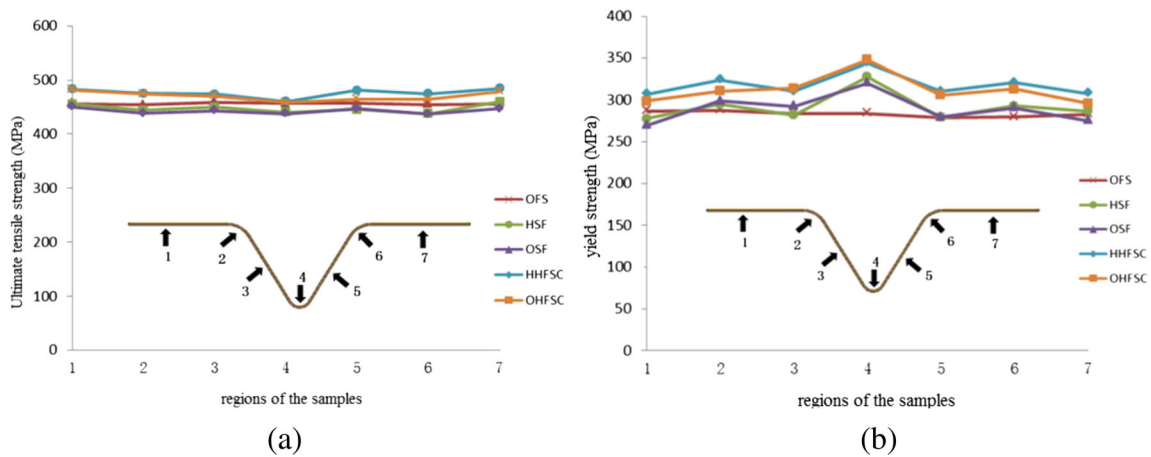 600
500
400
300
200
100
0
Ultimate tensile strength (MPa)
1 2 3 4 5 6 7
regions of the samples
1
2
3
4
5
6
7
OFS
HSF
OSF
HHFSC
OHFSC
(a)
400
350
300
250
200
150
100
50
0
yield strength (MPa)
1 2 3 4 5 6 7
regions of the samples
1
2
3
4
5
6
7
OFS
HSF
OSF
HHFSC
OHFSC
(b)